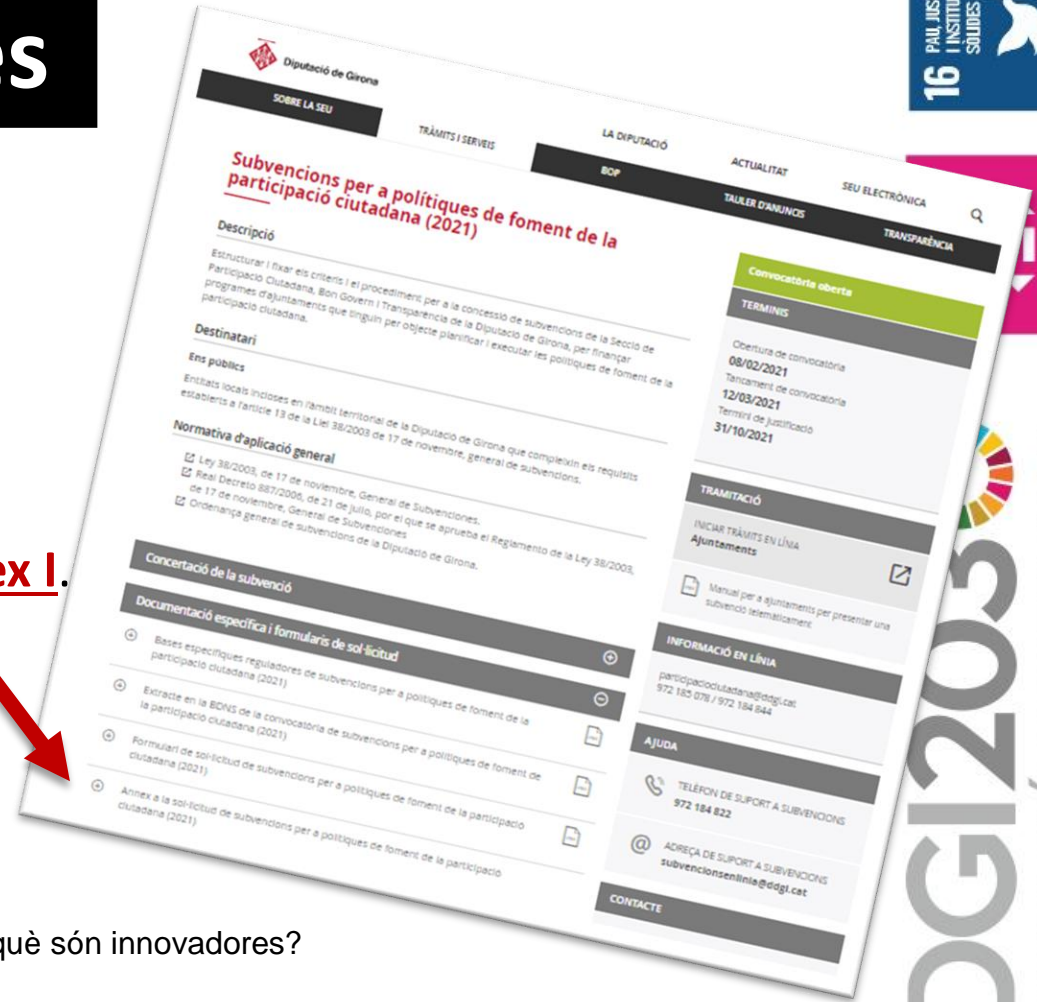 es
16 PAU, JUS
I INSTITU
SÒLIDES
Diputació de Girona
SOBRE LA SEU
TRÀMITS I SERVEIS
LA DIPUTACIÓ
ACTUALITAT
SEU ELECTRÒNICA
BOP
TAULER D'ANUNCIS
TRANSPARÈNCIA
Subvencions per a polítiques de foment de la
participació ciutadana (2021)
Descripció
Estructurar i fixar els criteris i el procediment per a la concessió de subvencions de la Secció de
Participació Ciutadana, Bon Govern i Transparència de la Diputació de Girona, per finançar
programes d'ajuntaments que tinguin per objecte planificar i executar les polítiques de foment de la
participació ciutadana.
Destinatari
Ens públics
Entitats locals incloses en l'àmbit territorial de la Diputació de Girona que compleixin els requisits
establerts a l'article 13 de la Llei 38/2003 de 17 de novembre, general de subvencions.
Normativa d'aplicació general
Ley 38/2003, de 17 de noviembre, General de Subvenciones.
Real Decreto 887/2006, de 21 de julio, por el que se aprueba el Reglamento de la Ley 38/2003,
de 17 de noviembre, General de Subvenciones
Ordenança general de subvencions de la Diputació de Girona.
Concertació de la subvenció
Documentació específica i formularis de sol·licitud
Bases específiques reguladores de subvencions per a polítiques de foment de la
participació ciutadana (2021)
Extracte en la BDNS de la convocatòria de subvencions per a polítiques de foment de
la participació ciutadana (2021)
Formulari de sol·licitud de subvencions per a polítiques de foment de la participació
ciutadana (2021)
Annex a la sol·licitud de subvencions per a polítiques de foment de la participació
ciutadana (2021)
Convocatòria oberta
TERMINIS
Obertura de convocatòria
08/02/2021
Tancament de convocatòria
12/03/2021
Termini de justificació
31/10/2021
TRAMITACIÓ
INICIAR TRÀMITS EN LÍNIA
Ajuntaments
Manual per a ajuntaments per presentar una
subvenció telemàticament
INFORMACIÓ EN LÍNIA
participaciociutadana@ddgi.cat
972 185 078 / 972 184 844
AJUDA
TELÈFON DE SUPORT A SUBVENCIONS
972 184 822
ADREÇA DE SUPORT A SUBVENCIONS
subvencionsenlinia@ddgi.cat
CONTACTE
ex I.
què són innovadores?
DGI203